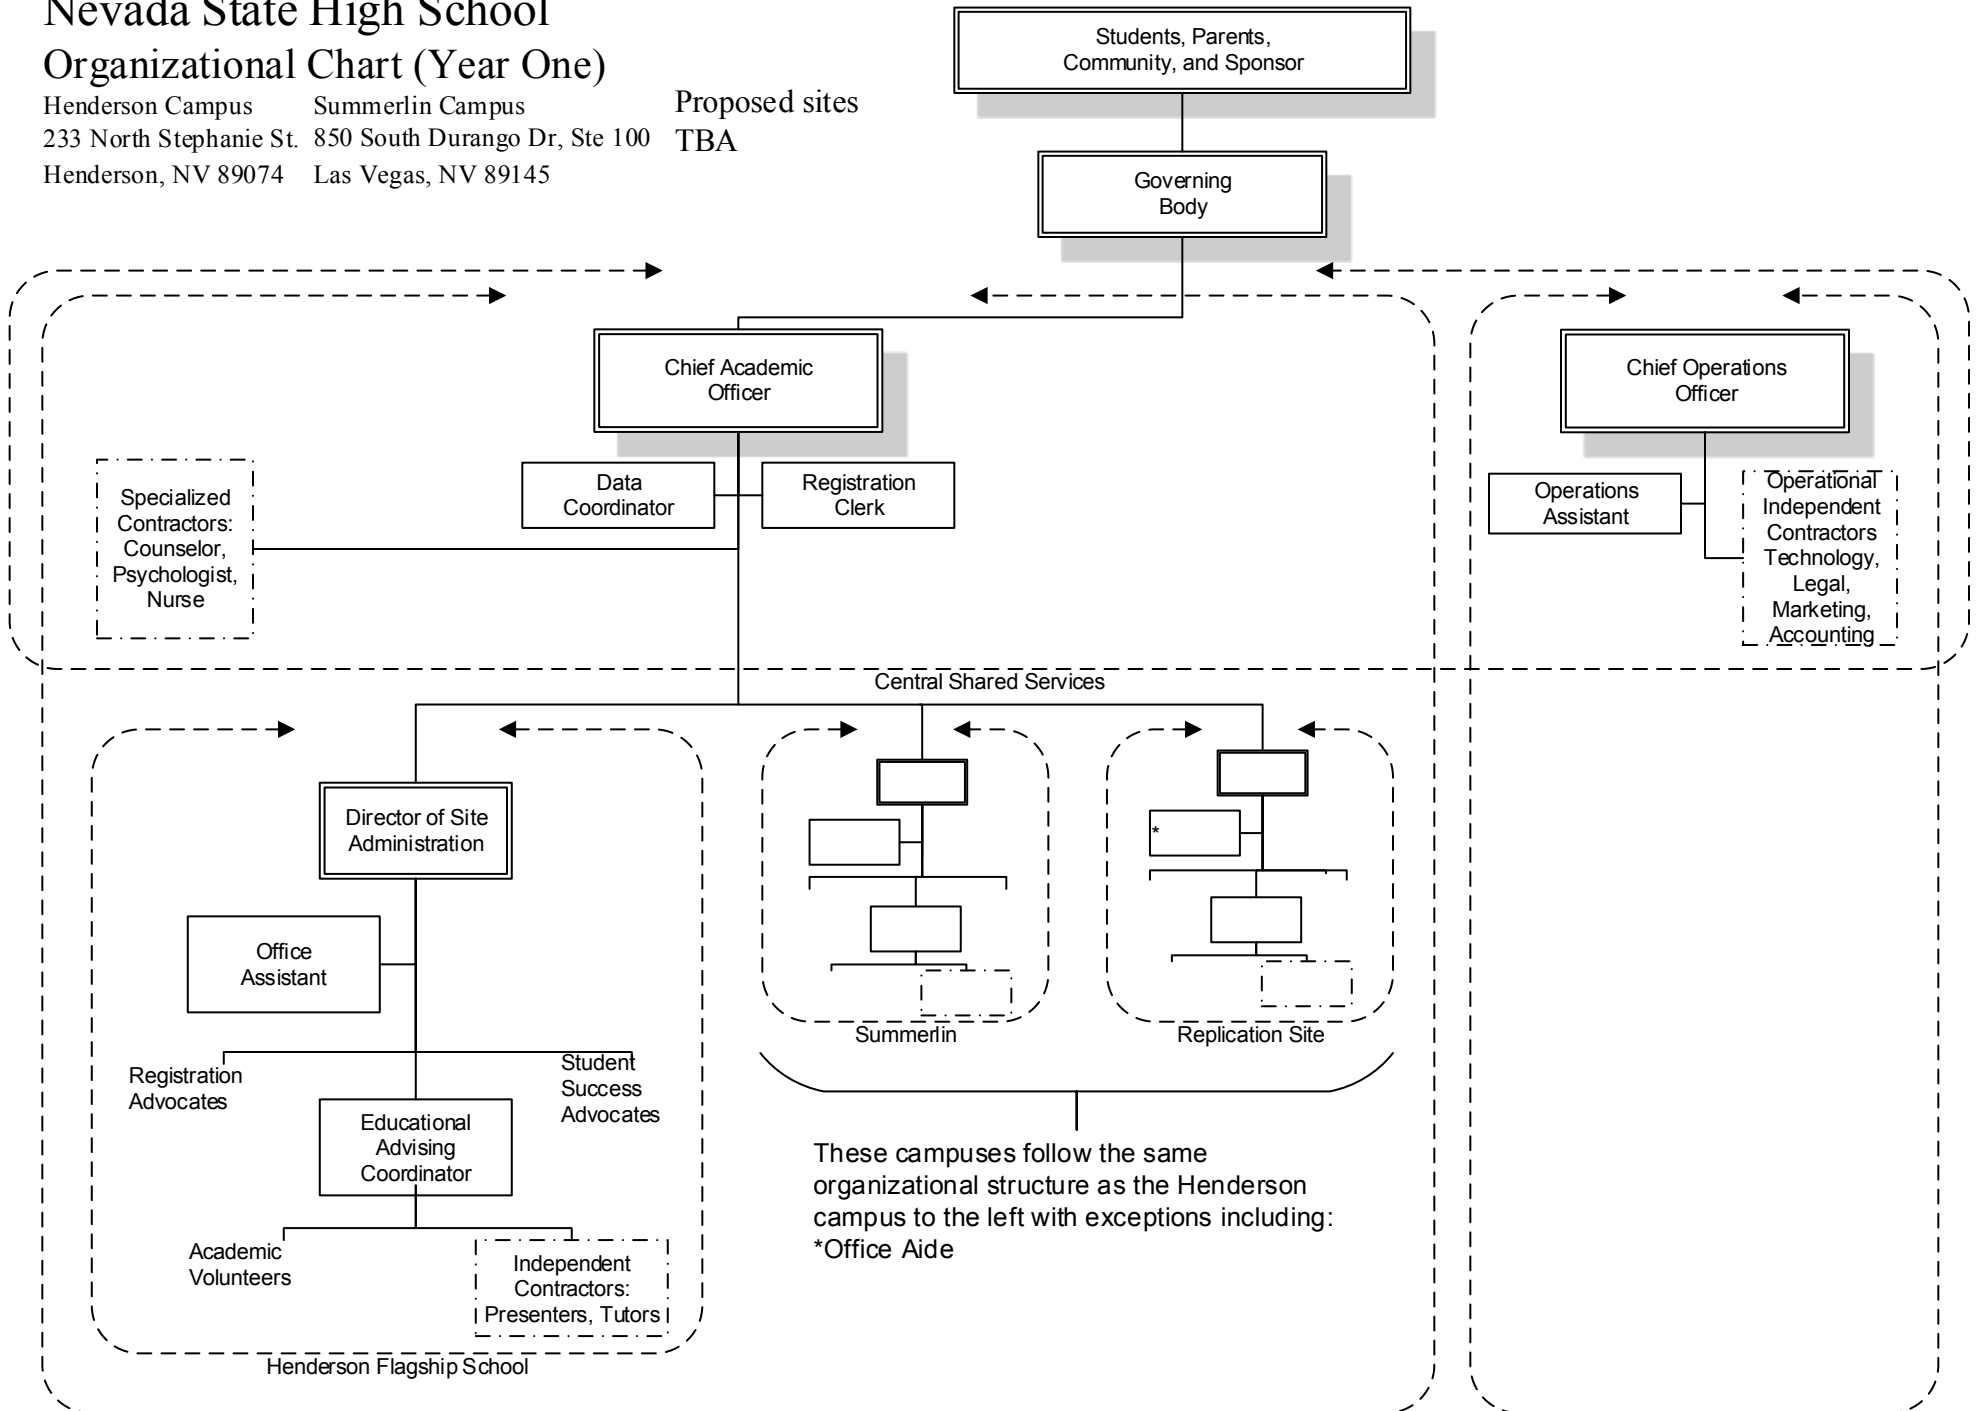 Nevada State High School
Organizational Chart (Year One)
Henderson Campus
233 North Stephanie St.
Henderson, NV 89074
Summerlin Campus
850 South Durango Dr, Ste 100
Las Vegas, NV 89145
Proposed sites
TBA
Students, Parents,
Community, and Sponsor
Governing
Body
Chief Academic
Officer
Chief Operations
Officer
Data
Coordinator
Registration
Clerk
Specialized
Contractors:
Counselor,
Psychologist,
Nurse
Operations
Assistant
Operational
Independent
Contractors
Technology,
Legal,
Marketing,
Accounting
Central Shared Services
Director of Site
Administration
Office
Assistant
Registration
Advocates
Student
Success
Advocates
Educational
Advising
Coordinator
Academic
Volunteers
Independent
Contractors:
Presenters, Tutors
Henderson Flagship School
Summerlin
*
Replication Site
These campuses follow the same
organizational structure as the Henderson
campus to the left with exceptions including:
*Office Aide